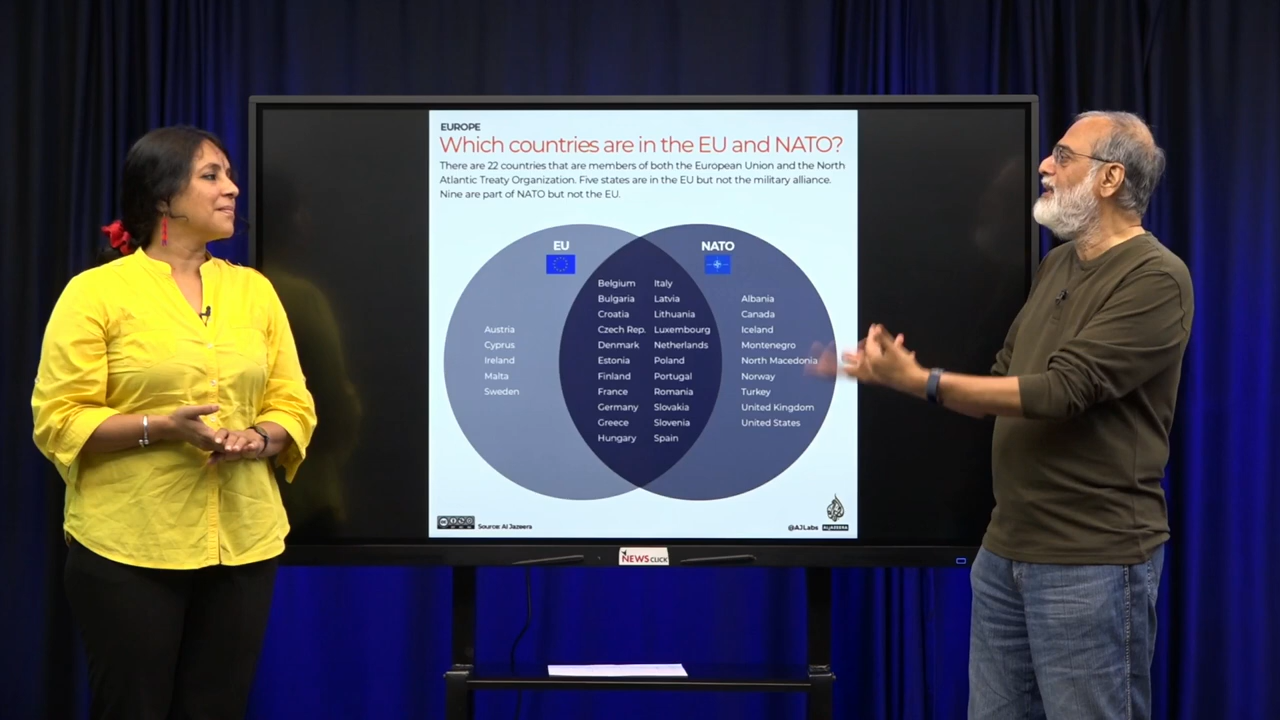 EUROPE
Which countries are in the EU and NATO?
There are 22 countries that are members of both the European Union and the North
Atlantic Treaty Organization. Five states are in the EU but not the military alliance.
Nine are part of NATO but not the EU.
EU
NATO
Austria
Cyprus
Ireland
Malta
Sweden
Belgium
Bulgaria
Croatia
Czech Rep.
Denmark
Estonia
Finland
France
Germany
Greece
Hungary
Italy
Latvia
Lithuania
Luxembourg
Netherlands
Poland
Portugal
Romania
Slovakia
Slovenia
Spain
Albania
Canada
Iceland
Montenegro
North Macedonia
Norway
Turkey
United Kingdom
United States
Source: Al Jazeera
@AJLabs
ALJAZEERA
NEWSCLICK